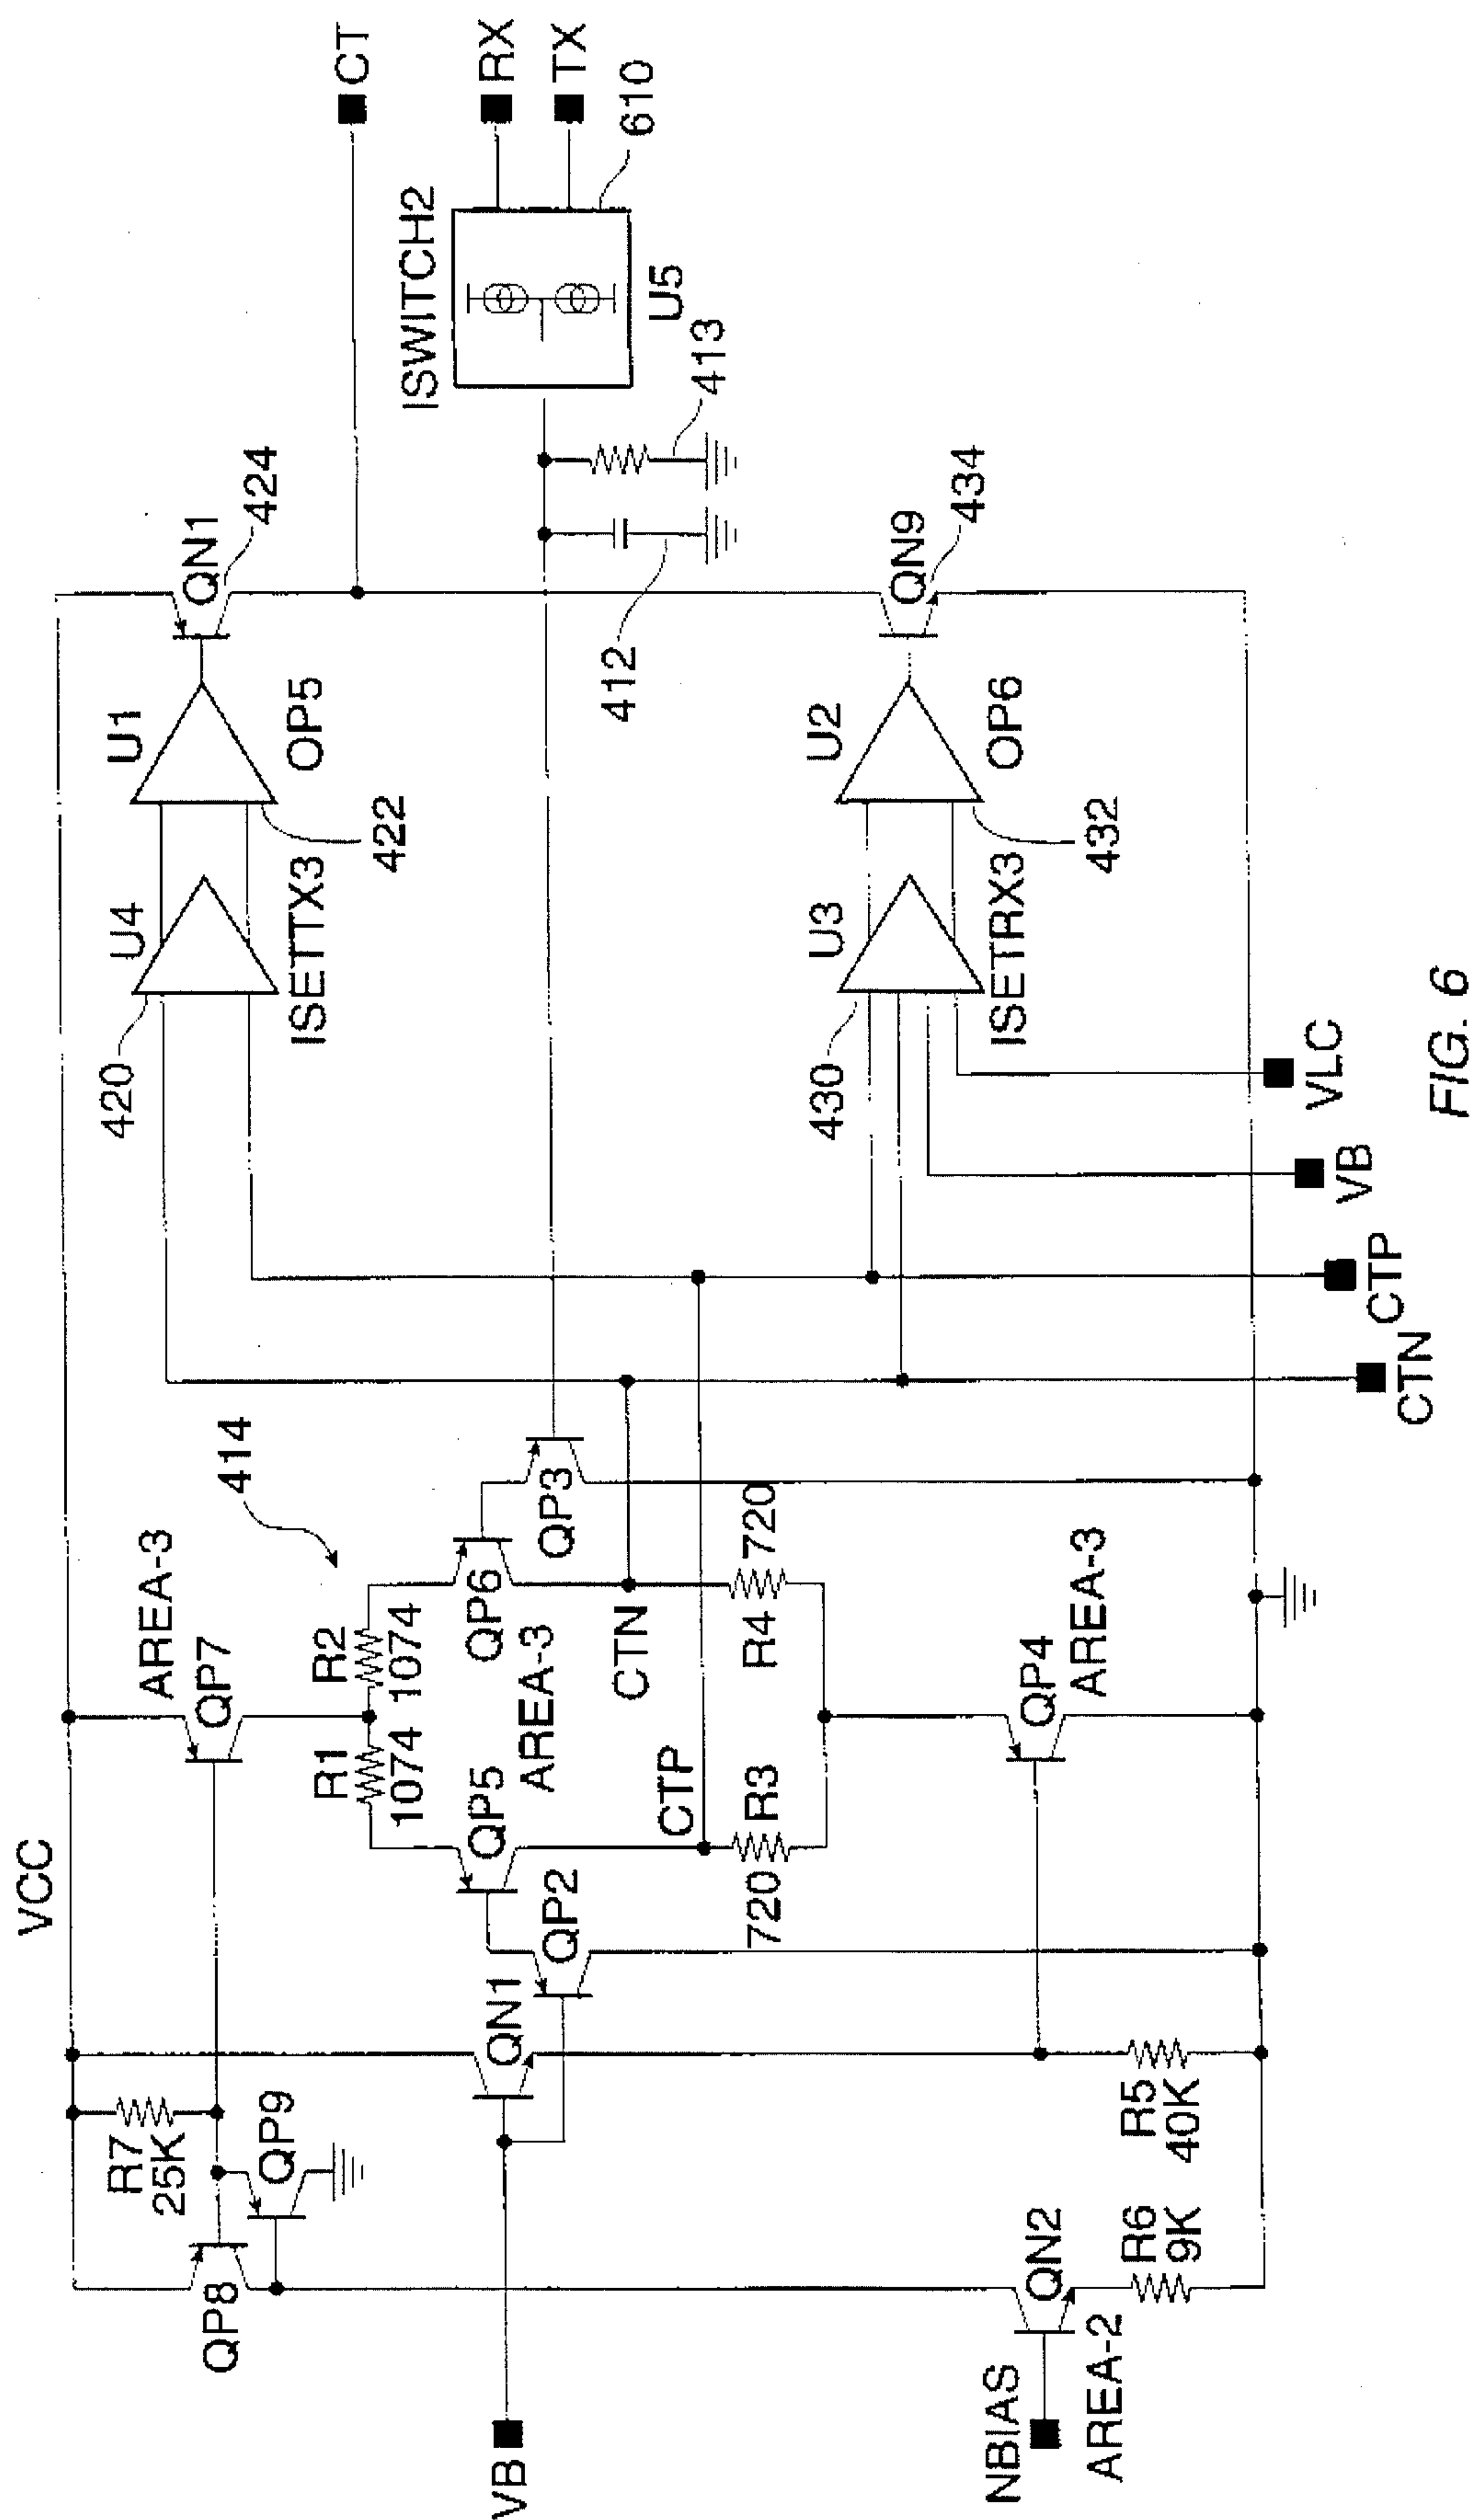 VCC
AREA-3
QP7
414
R7
25K
QP9
QP8
R1
1074
R2
1074
QP5
QP6
AREA-3
QP3
QN1
QP2
CTP
CTN
R3
720
R4
720
VB
QP4
AREA-3
NBIAS
QN2
AREA-2
R5
40K
R6
9K
420
U4
ISETTX3
U1
OP5
422
QN1
424
CT
ISWITCH2
RX
TX
610
U5
413
412
430
U3
ISETRX3
U2
OP6
432
QN9
434
CTN
CTP
VB
VLC
FIG. 6